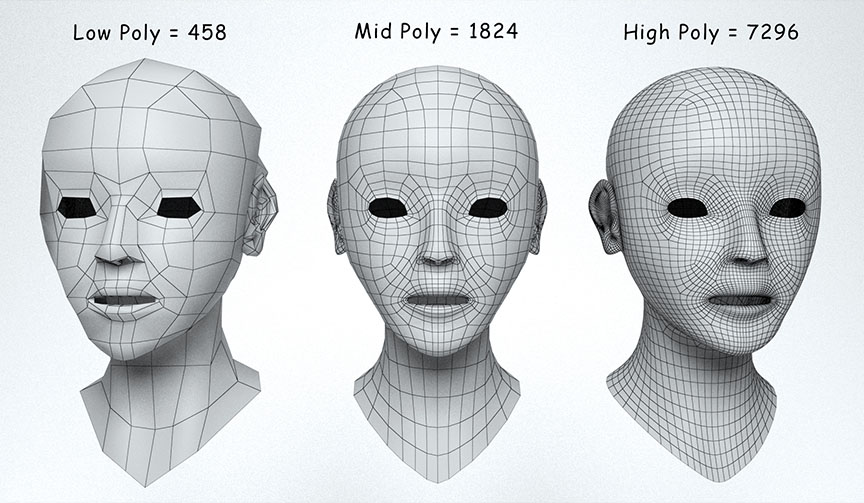 Low Poly = 458
Mid Poly = 1824
High Poly = 7296